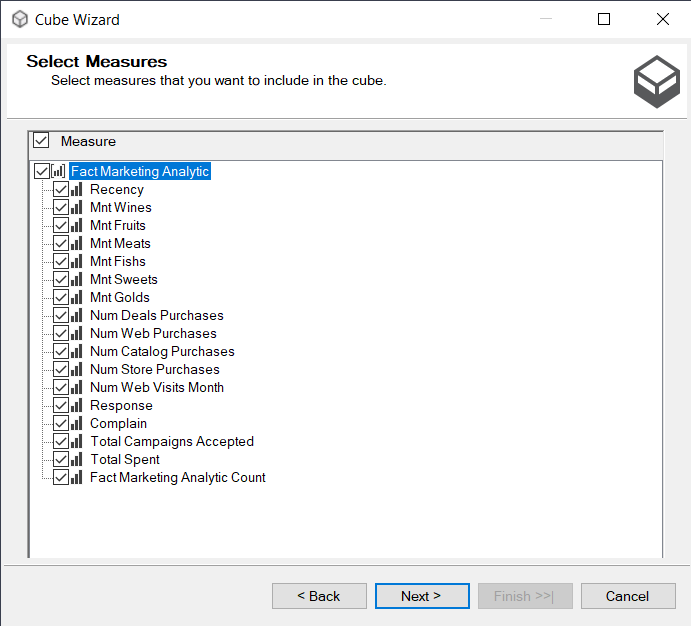 Cube Wizard
Select Measures
Select measures that you want to include in the cube.
Measure
Fact Marketing Analytic
Recency
Mnt Wines
Mnt Fruits
Mnt Meats
Mnt Fishs
Mnt Sweets
Mnt Golds
Num Deals Purchases
Num Web Purchases
Num Catalog Purchases
Num Store Purchases
Num Web Visits Month
Response
Complain
Total Campaigns Accepted
Total Spent
Fact Marketing Analytic Count
< Back Next > Finish >>| Cancel